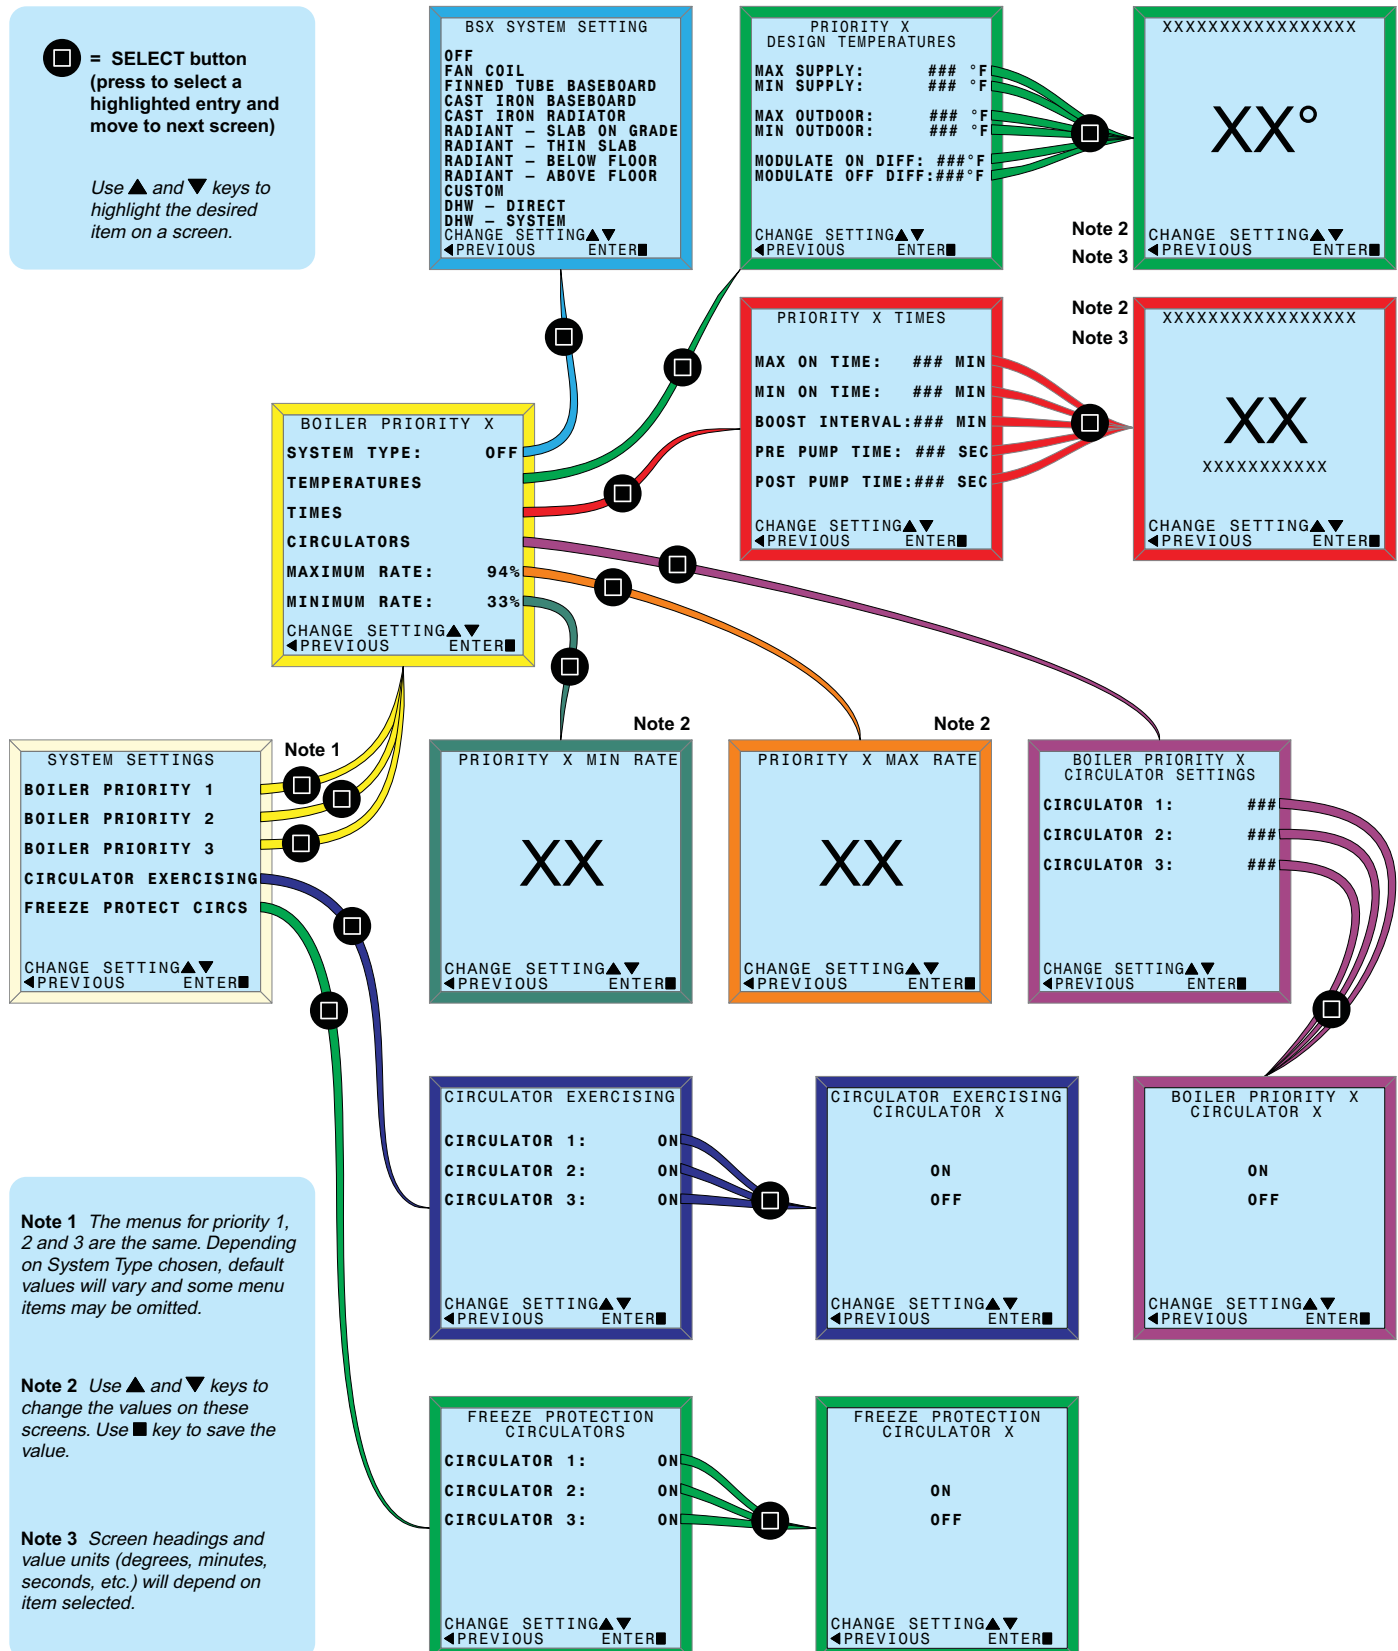 = SELECT button
(press to select a
highlighted entry and
move to next screen)
Use ▲ and ▼ keys to
highlight the desired
item on a screen.
BSX SYSTEM SETTING
OFF
FAN COIL
FINNED TUBE BASEBOARD
CAST IRON BASEBOARD
CAST IRON RADIATOR
RADIANT – SLAB ON GRADE
RADIANT – THIN SLAB
RADIANT – BELOW FLOOR
RADIANT – ABOVE FLOOR
CUSTOM
DHW – DIRECT
DHW – SYSTEM
CHANGE SETTING▲▼
◀PREVIOUS ENTER■
PRIORITY X
DESIGN TEMPERATURES
MAX SUPPLY: ### °F
MIN SUPPLY: ### °F
MAX OUTDOOR: ### °F
MIN OUTDOOR: ### °F
MODULATE ON DIFF: ###°F
MODULATE OFF DIFF:###°F
CHANGE SETTING▲▼
◀PREVIOUS ENTER■
Note 2
Note 3
XXXXXXXXXXXXXXXXX
XX°
CHANGE SETTING▲▼
◀PREVIOUS ENTER■
PRIORITY X TIMES
MAX ON TIME: ### MIN
MIN ON TIME: ### MIN
BOOST INTERVAL:### MIN
PRE PUMP TIME: ### SEC
POST PUMP TIME:### SEC
CHANGE SETTING▲▼
◀PREVIOUS ENTER■
Note 2
Note 3
XXXXXXXXXXXXXXXXX
XX
XXXXXXXXXXX
CHANGE SETTING▲▼
◀PREVIOUS ENTER■
BOILER PRIORITY X
SYSTEM TYPE: OFF
TEMPERATURES
TIMES
CIRCULATORS
MAXIMUM RATE: 94%
MINIMUM RATE: 33%
CHANGE SETTING▲▼
◀PREVIOUS ENTER■
SYSTEM SETTINGS
BOILER PRIORITY 1
BOILER PRIORITY 2
BOILER PRIORITY 3
CIRCULATOR EXERCISING
FREEZE PROTECT CIRCS
CHANGE SETTING▲▼
◀PREVIOUS ENTER■
Note 1
Note 2
PRIORITY X MIN RATE
XX
CHANGE SETTING▲▼
◀PREVIOUS ENTER■
Note 2
PRIORITY X MAX RATE
XX
CHANGE SETTING▲▼
◀PREVIOUS ENTER■
BOILER PRIORITY X
CIRCULATOR SETTINGS
CIRCULATOR 1: ###
CIRCULATOR 2: ###
CIRCULATOR 3: ###
CHANGE SETTING▲▼
◀PREVIOUS ENTER■
CIRCULATOR EXERCISING
CIRCULATOR 1: ON
CIRCULATOR 2: ON
CIRCULATOR 3: ON
CHANGE SETTING▲▼
◀PREVIOUS ENTER■
CIRCULATOR EXERCISING
CIRCULATOR X
ON
OFF
CHANGE SETTING▲▼
◀PREVIOUS ENTER■
BOILER PRIORITY X
CIRCULATOR X
ON
OFF
CHANGE SETTING▲▼
◀PREVIOUS ENTER■
Note 1 The menus for priority 1,
2 and 3 are the same. Depending
on System Type chosen, default
values will vary and some menu
items may be omitted.
Note 2 Use ▲ and ▼ keys to
change the values on these
screens. Use ■ key to save the
value.
Note 3 Screen headings and
value units (degrees, minutes,
seconds, etc.) will depend on
item selected.
FREEZE PROTECTION
CIRCULATORS
CIRCULATOR 1: ON
CIRCULATOR 2: ON
CIRCULATOR 3: ON
CHANGE SETTING▲▼
◀PREVIOUS ENTER■
FREEZE PROTECTION
CIRCULATOR X
ON
OFF
CHANGE SETTING▲▼
◀PREVIOUS ENTER■